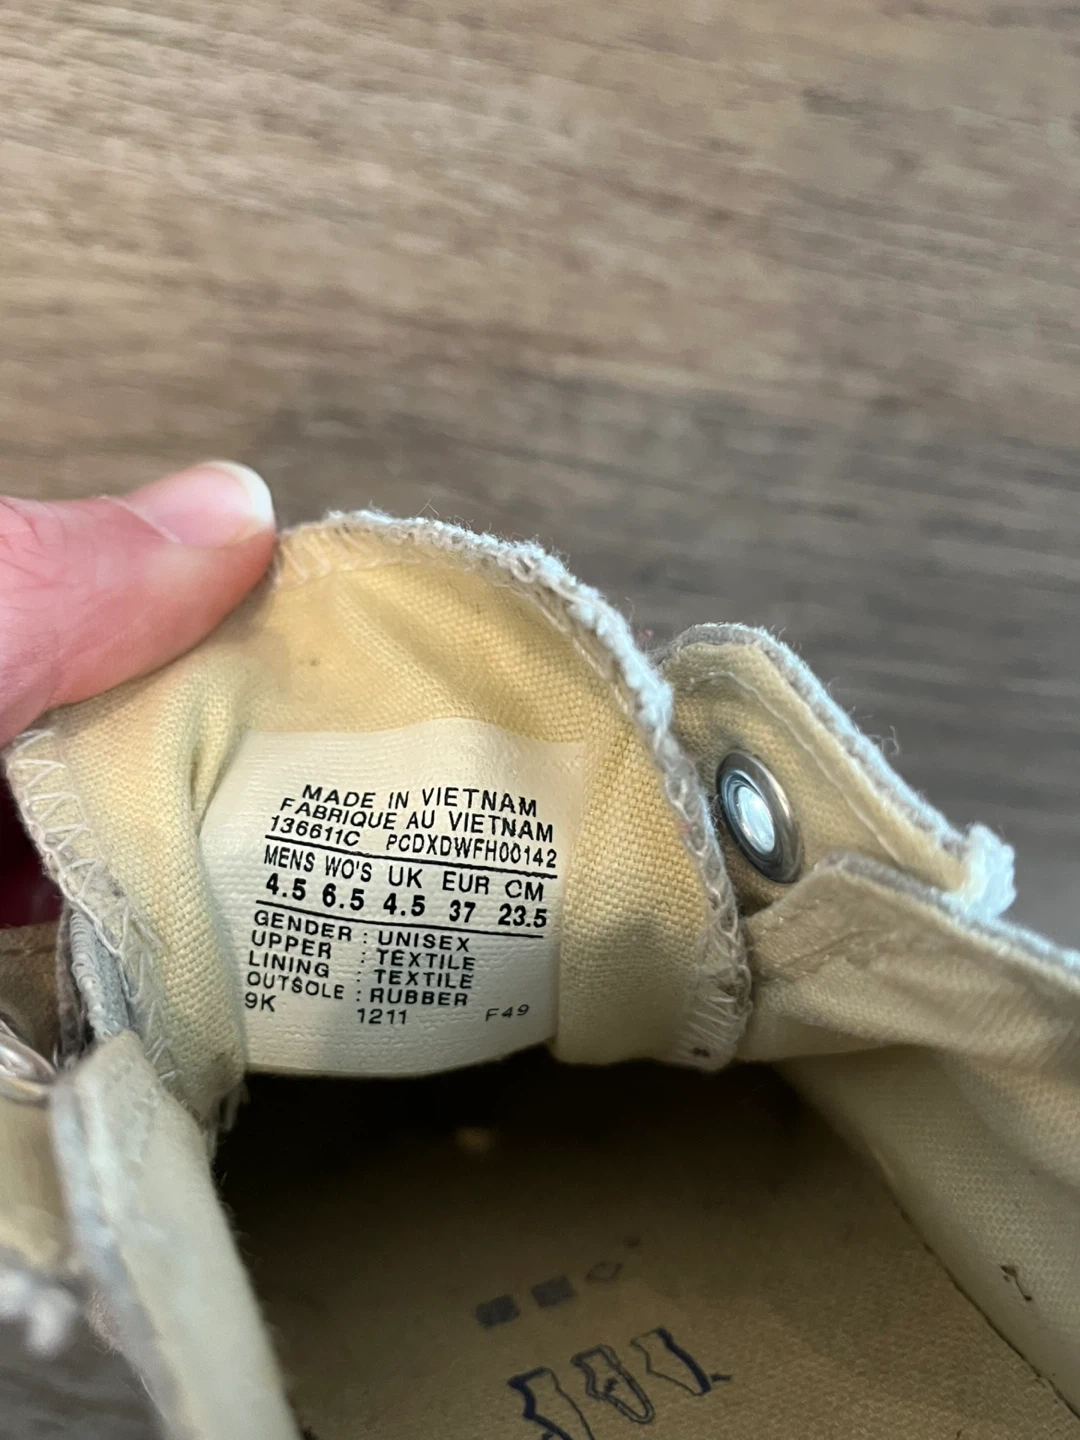 MADE IN VIETNAM
FABRIQUE AU VIETNAM
136611C PCDXDWFH00142
MENS WO'S UK EUR CM
4.5 6.5 4.5 37 23.5
GENDER : UNISEX
UPPER : TEXTILE
LINING : TEXTILE
OUTSOLE : RUBBER
9K 1211 F49